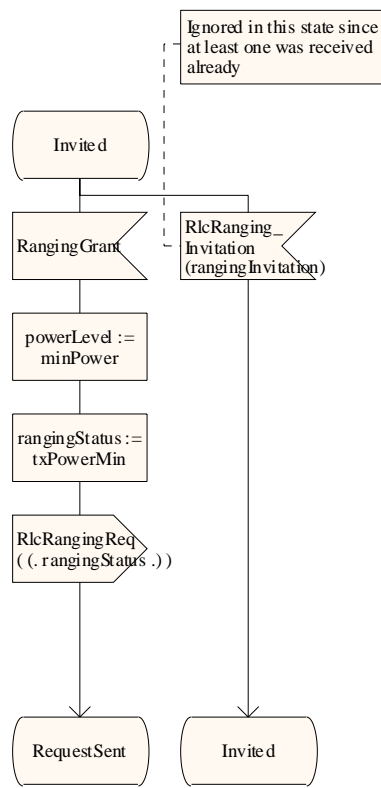 Ignored in this state since
at least one was received
already
Invited
RangingGrant
RlcRanging_
Invitation
(rangingInvitation)
powerLevel :=
minPower
rangingStatus :=
txPowerMin
RlcRangingReq
( (. rangingStatus .) )
RequestSent
Invited